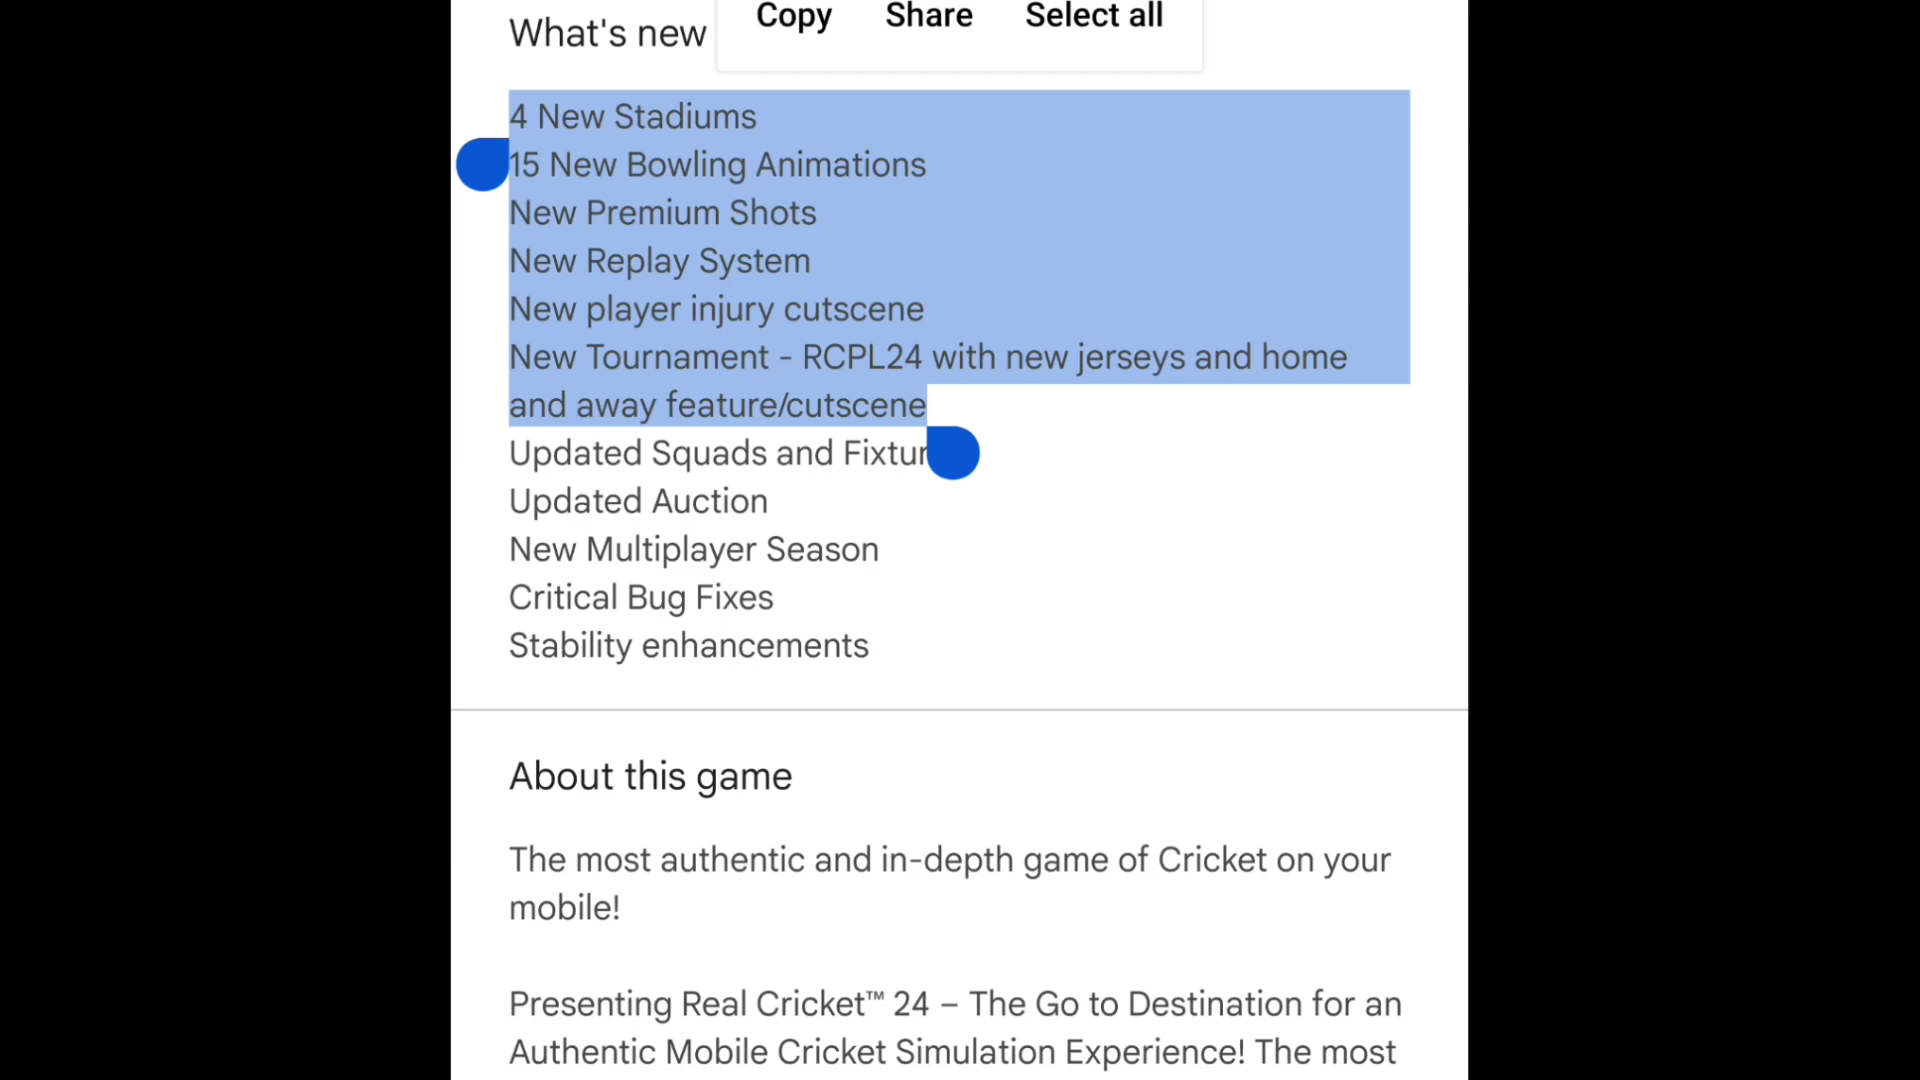 What's new
Copy Share Select all
4 New Stadiums
15 New Bowling Animations
New Premium Shots
New Replay System
New player injury cutscene
New Tournament - RCPL24 with new jerseys and home
and away feature/cutscene
Updated Squads and Fixtur
Updated Auction
New Multiplayer Season
Critical Bug Fixes
Stability enhancements
About this game
The most authentic and in-depth game of Cricket on your
mobile!
Presenting Real Cricket™ 24 – The Go to Destination for an
Authentic Mobile Cricket Simulation Experience! The most